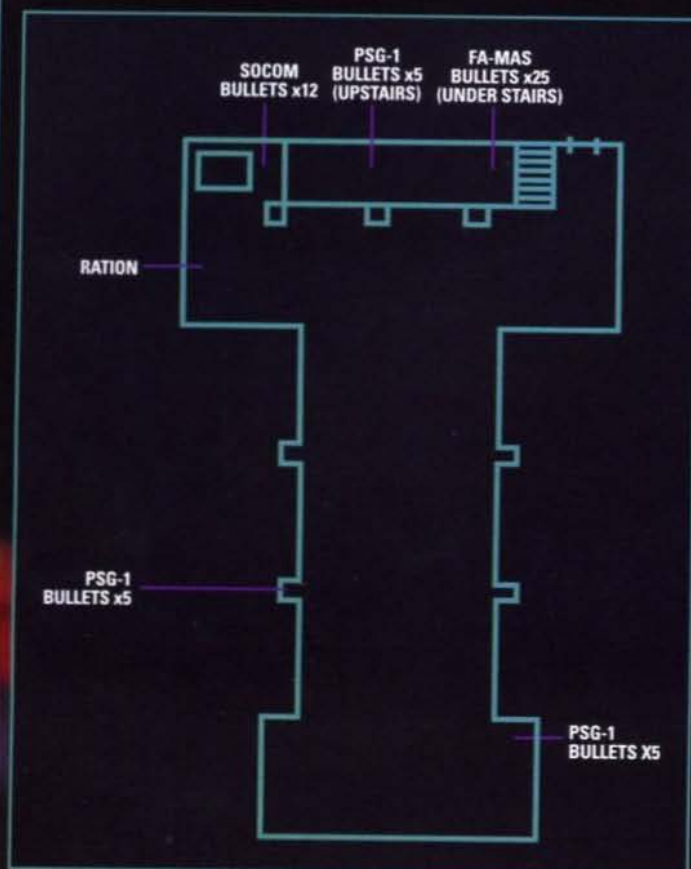 SOCOM
BULLETS x12
PSG-1
BULLETS x5
(UPSTAIRS)
FA-MAS
BULLETS x25
(UNDER STAIRS)
RATION
PSG-1
BULLETS x5
PSG-1
BULLETS X5